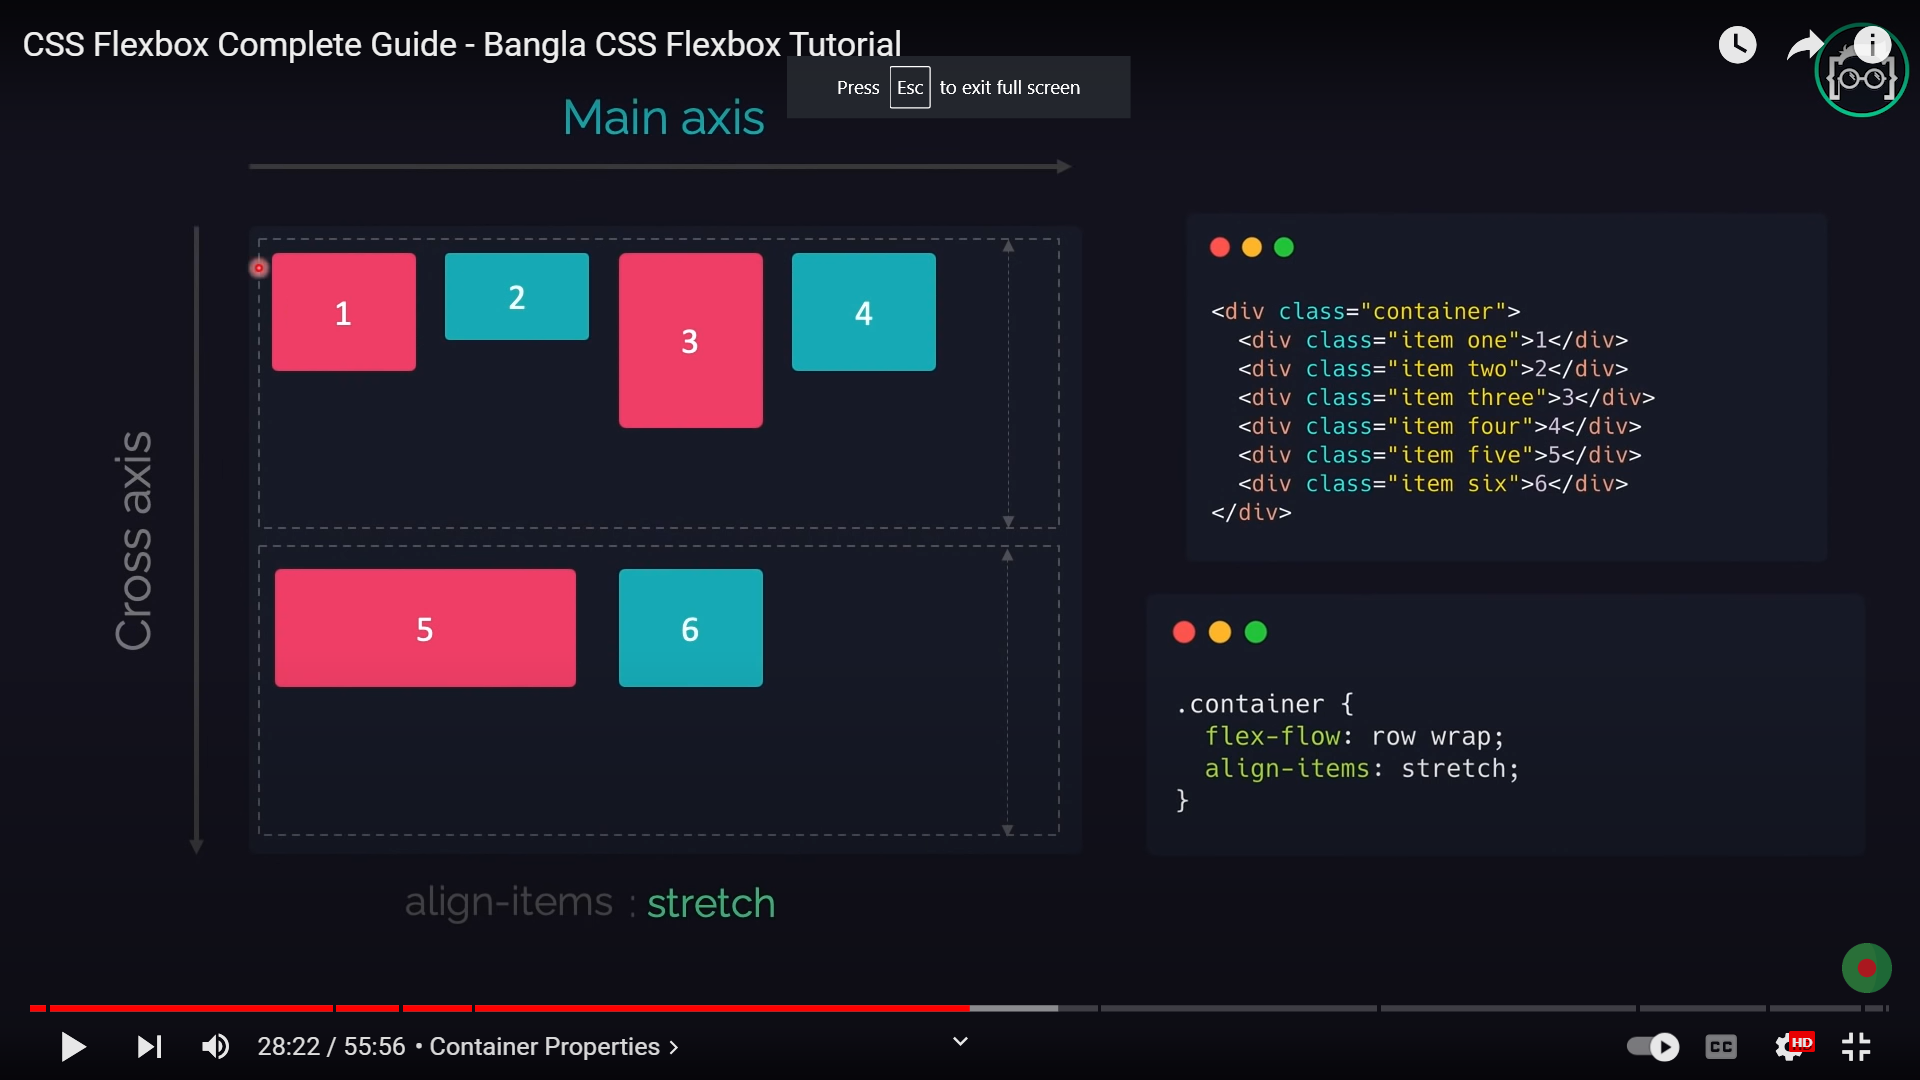 CSS Flexbox Complete Guide - Bangla CSS Flexbox Tutorial
Press Esc to exit full screen
Main axis
Cross axis
1
2
3
4
5
6
<div class="container">
<div class="item one">1</div>
<div class="item two">2</div>
<div class="item three">3</div>
<div class="item four">4</div>
<div class="item five">5</div>
<div class="item six">6</div>
</div>
.container {
flex-flow: row wrap;
align-items: stretch;
}
align-items : stretch
28:22 / 55:56 • Container Properties >
CC
HD